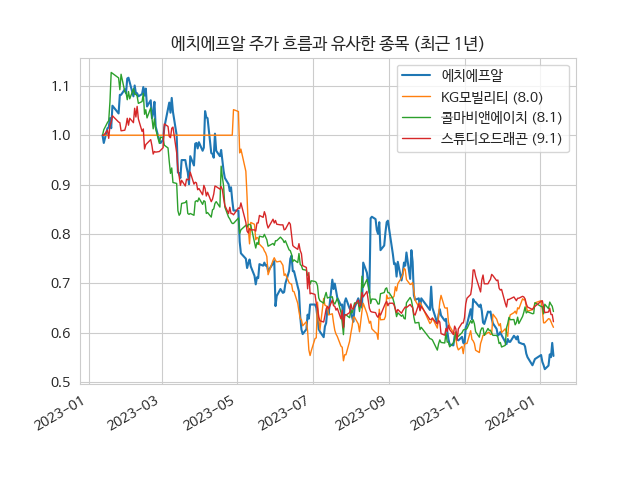 에치에프알 주가 흐름과 유사한 종목 (최근 1년)
에치에프알
KG모빌리티 (8.0)
콜마비앤에이치 (8.1)
스튜디오드래곤 (9.1)
1.1
1.0
0.9
0.8
0.7
0.6
0.5
2023-01
2023-03
2023-05
2023-07
2023-09
2023-11
2024-01